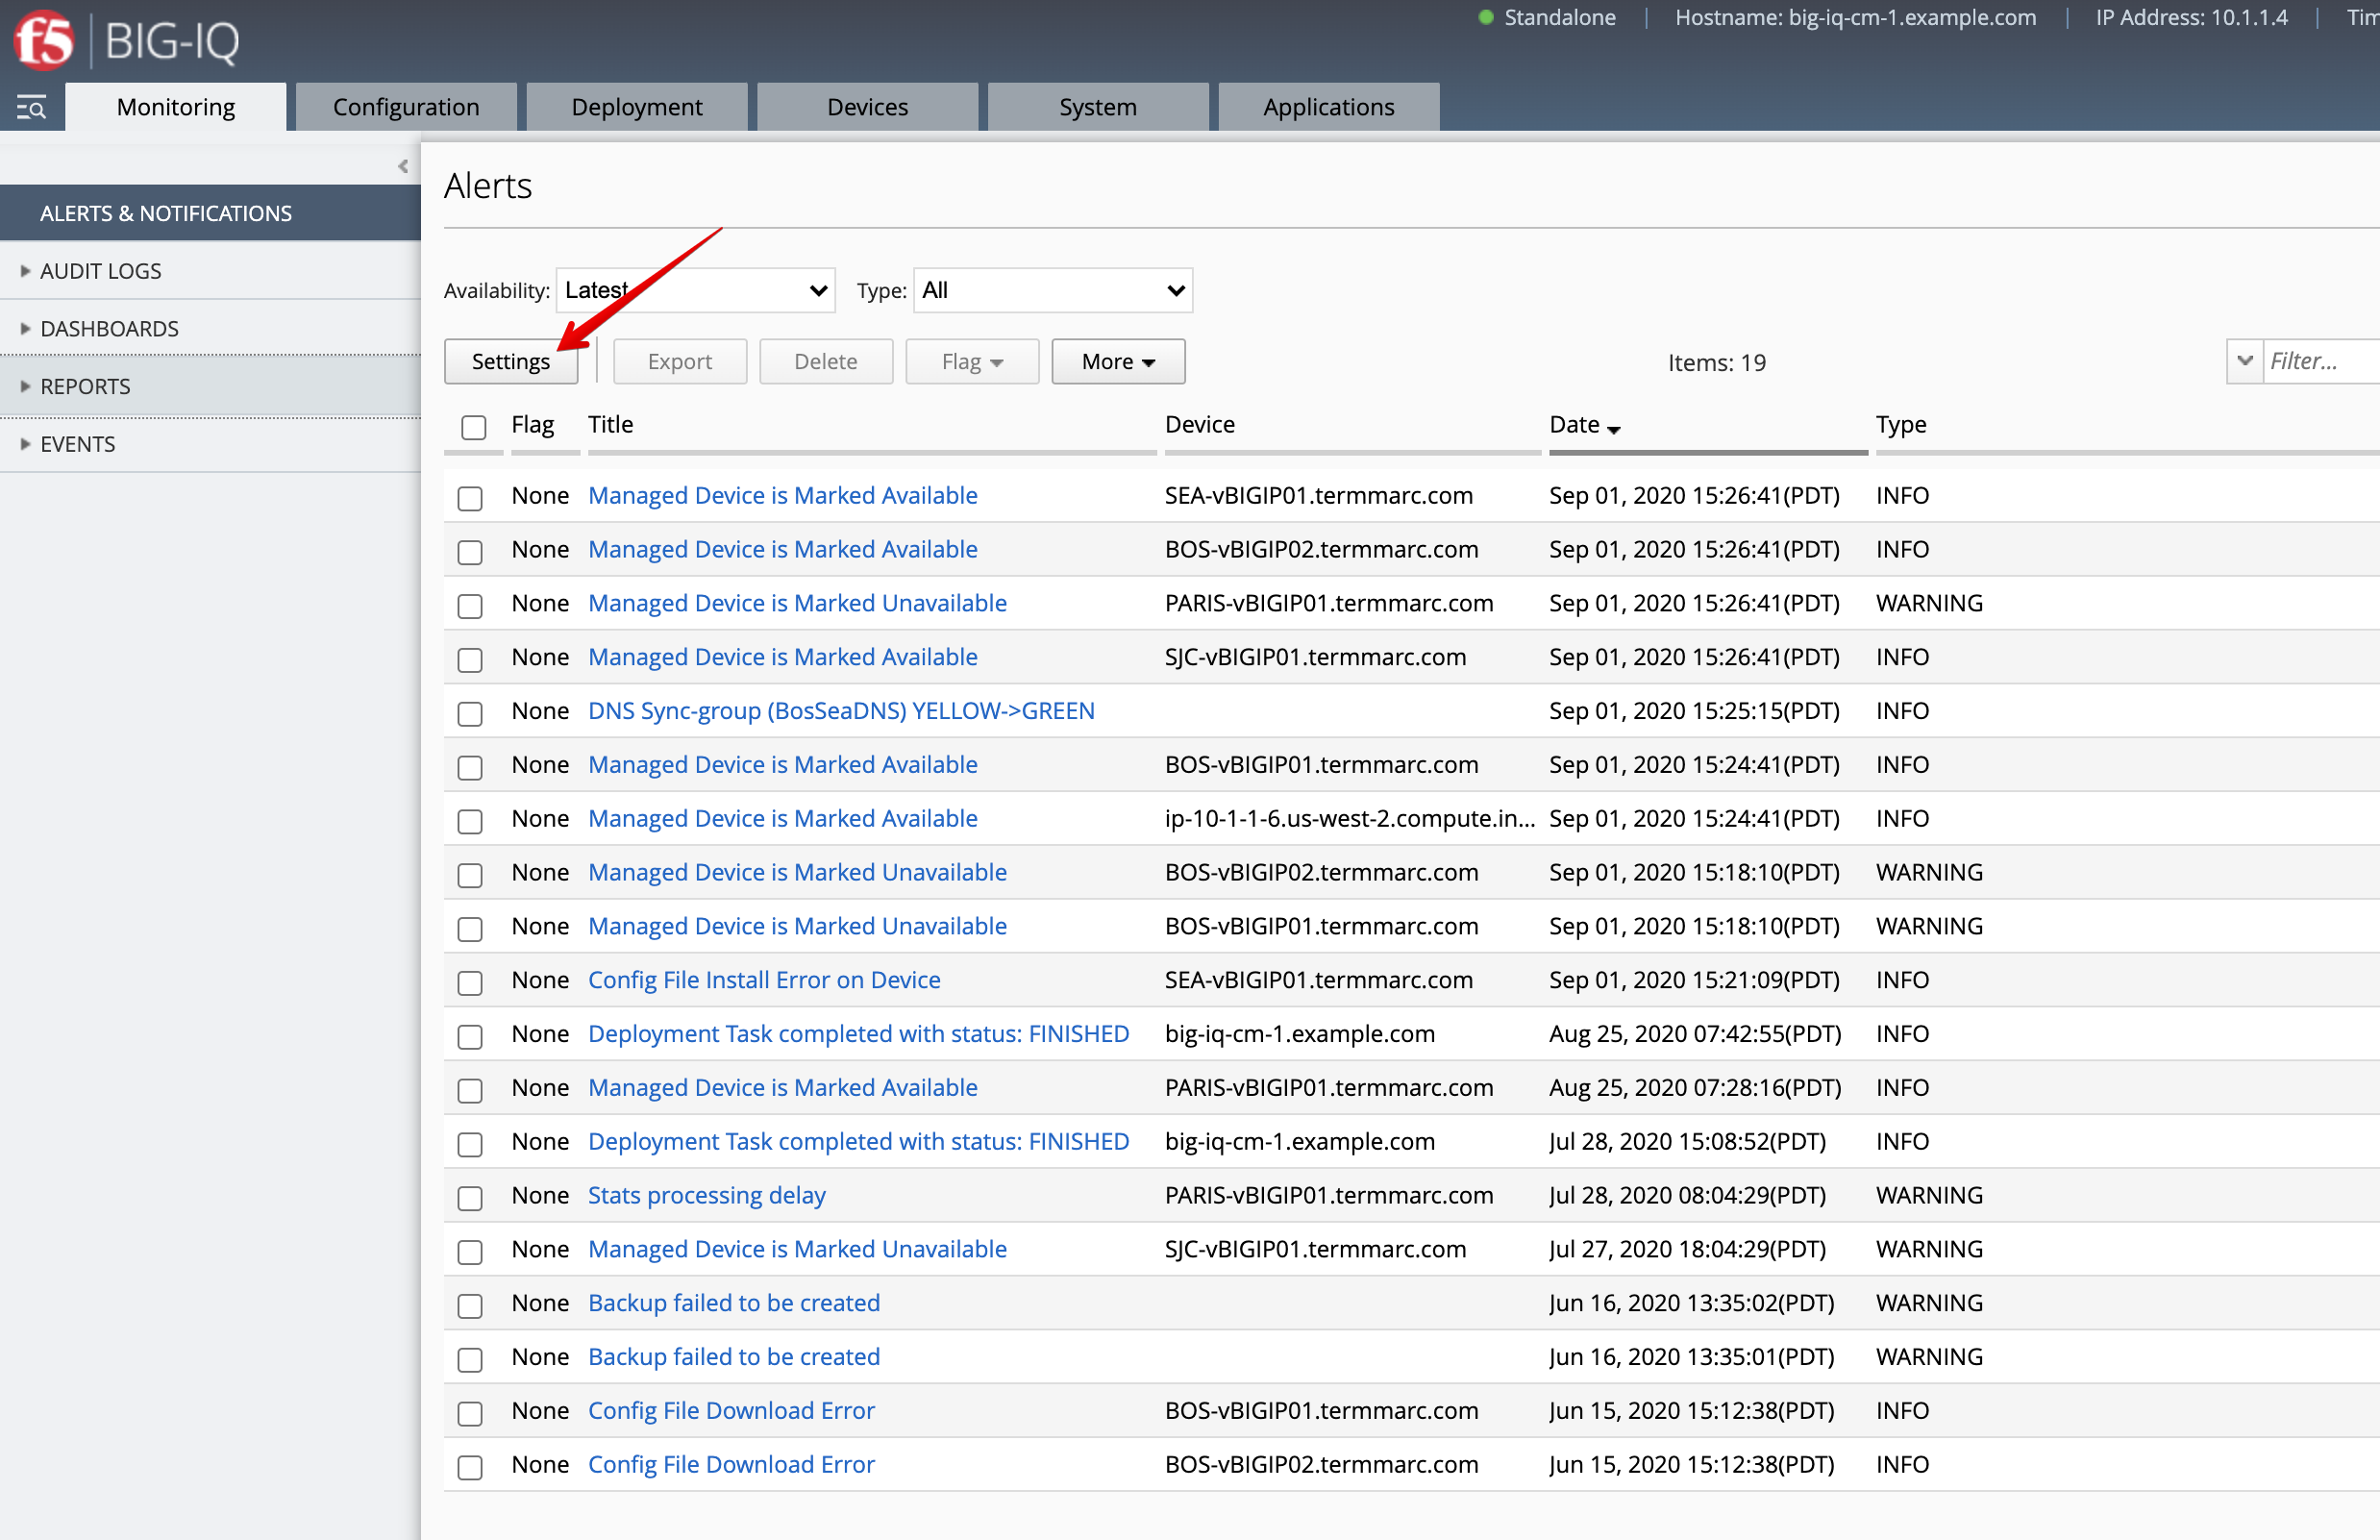 Standalone | Hostname: big-iq-cm-1.example.com | IP Address: 10.1.1.4 |
f5 BIG-IQ
Monitoring Configuration Deployment Devices System Applications
ALERTS & NOTIFICATIONS
AUDIT LOGS
DASHBOARDS
REPORTS
EVENTS
Alerts
Availability: Latest Type: All
Settings Export Delete Flag More Items: 19 Filter...
Flag Title Device Date Type
None Managed Device is Marked Available SEA-vBIGIP01.termmarc.com Sep 01, 2020 15:26:41(PDT) INFO
None Managed Device is Marked Available BOS-vBIGIP02.termmarc.com Sep 01, 2020 15:26:41(PDT) INFO
None Managed Device is Marked Unavailable PARIS-vBIGIP01.termmarc.com Sep 01, 2020 15:26:41(PDT) WARNING
None Managed Device is Marked Available SJC-vBIGIP01.termmarc.com Sep 01, 2020 15:26:41(PDT) INFO
None DNS Sync-group (BosSeaDNS) YELLOW->GREEN Sep 01, 2020 15:25:15(PDT) INFO
None Managed Device is Marked Available BOS-vBIGIP01.termmarc.com Sep 01, 2020 15:24:41(PDT) INFO
None Managed Device is Marked Available ip-10-1-1-6.us-west-2.compute.in... Sep 01, 2020 15:24:41(PDT) INFO
None Managed Device is Marked Unavailable BOS-vBIGIP02.termmarc.com Sep 01, 2020 15:18:10(PDT) WARNING
None Managed Device is Marked Unavailable BOS-vBIGIP01.termmarc.com Sep 01, 2020 15:18:10(PDT) WARNING
None Config File Install Error on Device SEA-vBIGIP01.termmarc.com Sep 01, 2020 15:21:09(PDT) INFO
None Deployment Task completed with status: FINISHED big-iq-cm-1.example.com Aug 25, 2020 07:42:55(PDT) INFO
None Managed Device is Marked Available PARIS-vBIGIP01.termmarc.com Aug 25, 2020 07:28:16(PDT) INFO
None Deployment Task completed with status: FINISHED big-iq-cm-1.example.com Jul 28, 2020 15:08:52(PDT) INFO
None Stats processing delay PARIS-vBIGIP01.termmarc.com Jul 28, 2020 08:04:29(PDT) WARNING
None Managed Device is Marked Unavailable SJC-vBIGIP01.termmarc.com Jul 27, 2020 18:04:29(PDT) WARNING
None Backup failed to be created Jun 16, 2020 13:35:02(PDT) WARNING
None Backup failed to be created Jun 16, 2020 13:35:01(PDT) WARNING
None Config File Download Error BOS-vBIGIP01.termmarc.com Jun 15, 2020 15:12:38(PDT) INFO
None Config File Download Error BOS-vBIGIP02.termmarc.com Jun 15, 2020 15:12:38(PDT) INFO